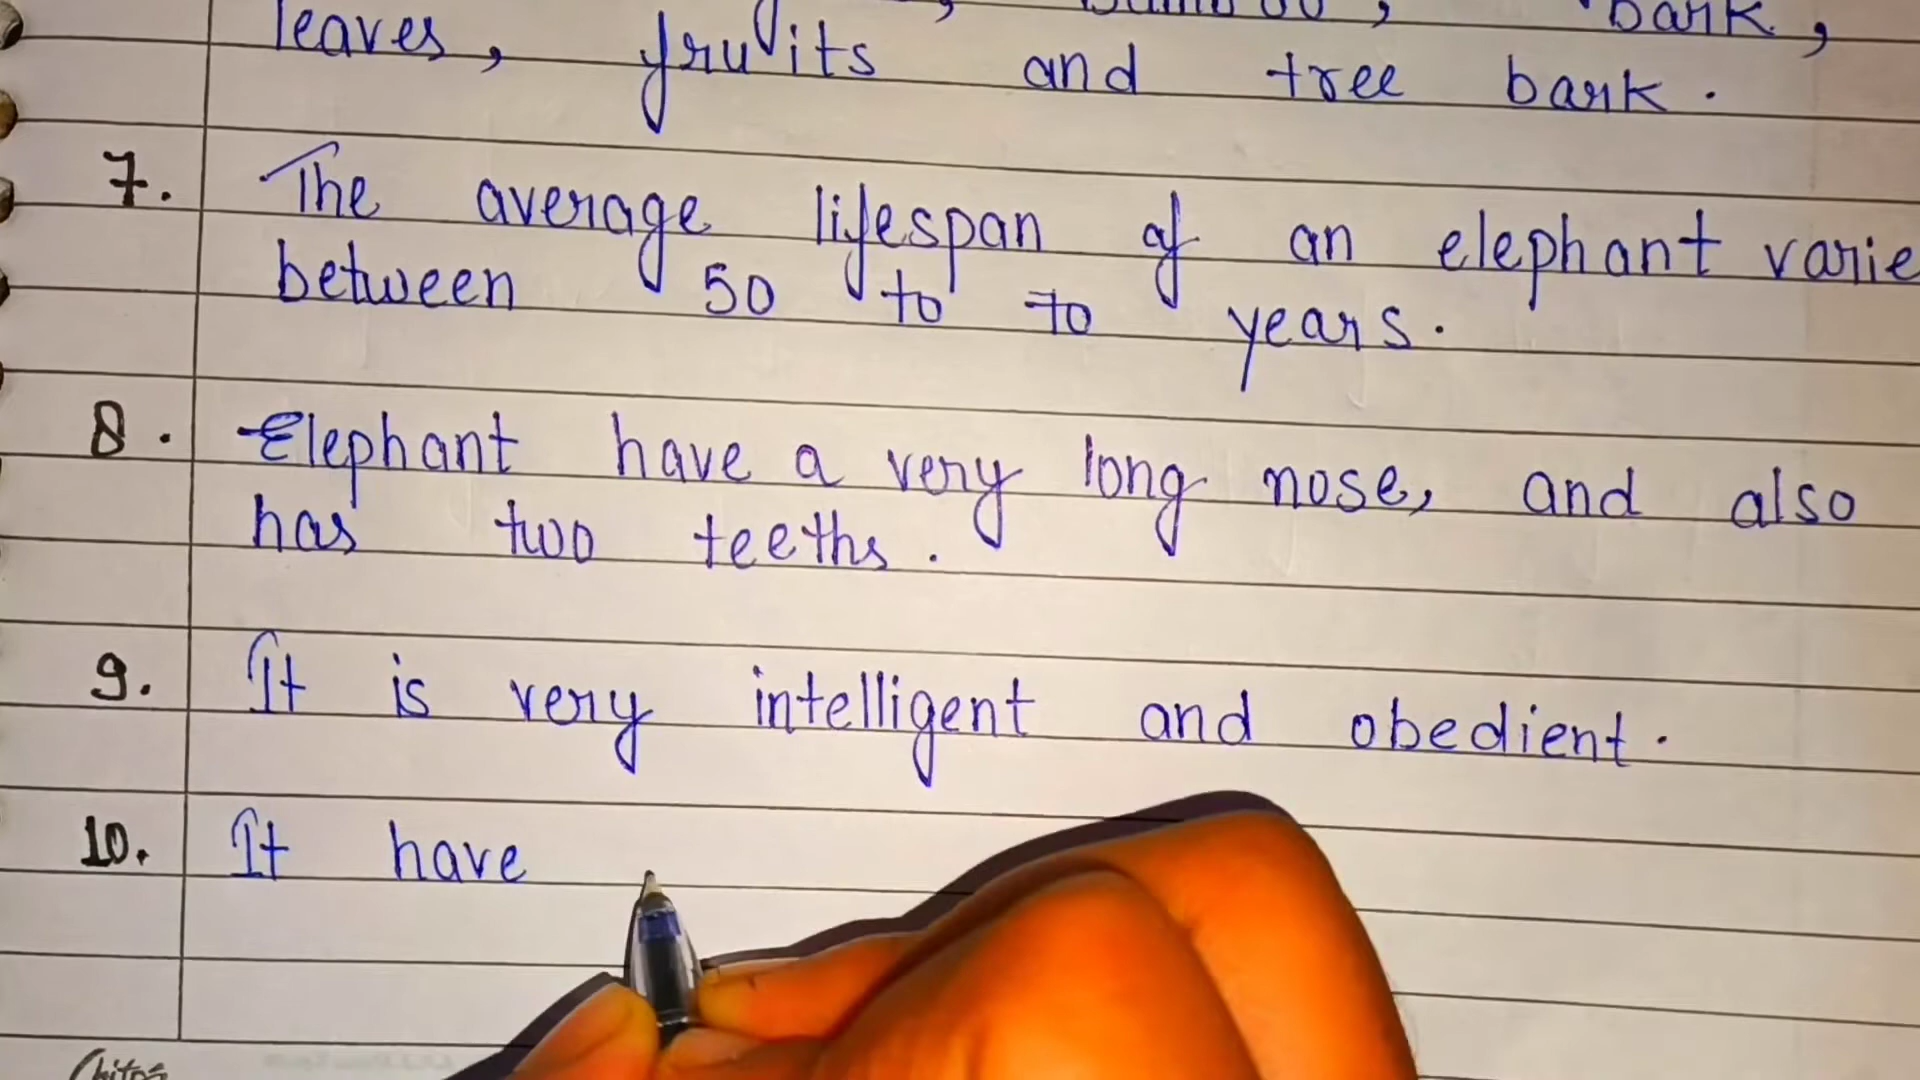 bark,
leaves, fruits and tree bark.
7. The average lifespan of an elephant varie
between 50 to 70 years.
8. Elephant have a very long nose, and also
has two teeths.
9. It is very intelligent and obedient.
10. It have